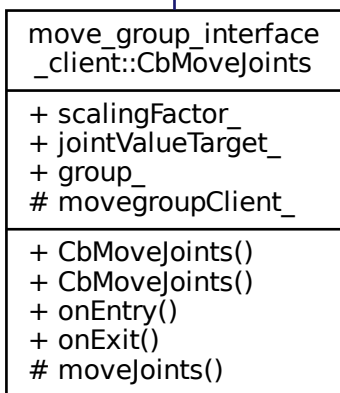 move_group_interface
_client::CbMoveJoints
+ scalingFactor_
+ jointValueTarget_
+ group_
# movegroupClient_
+ CbMoveJoints()
+ CbMoveJoints()
+ onEntry()
+ onExit()
# moveJoints()